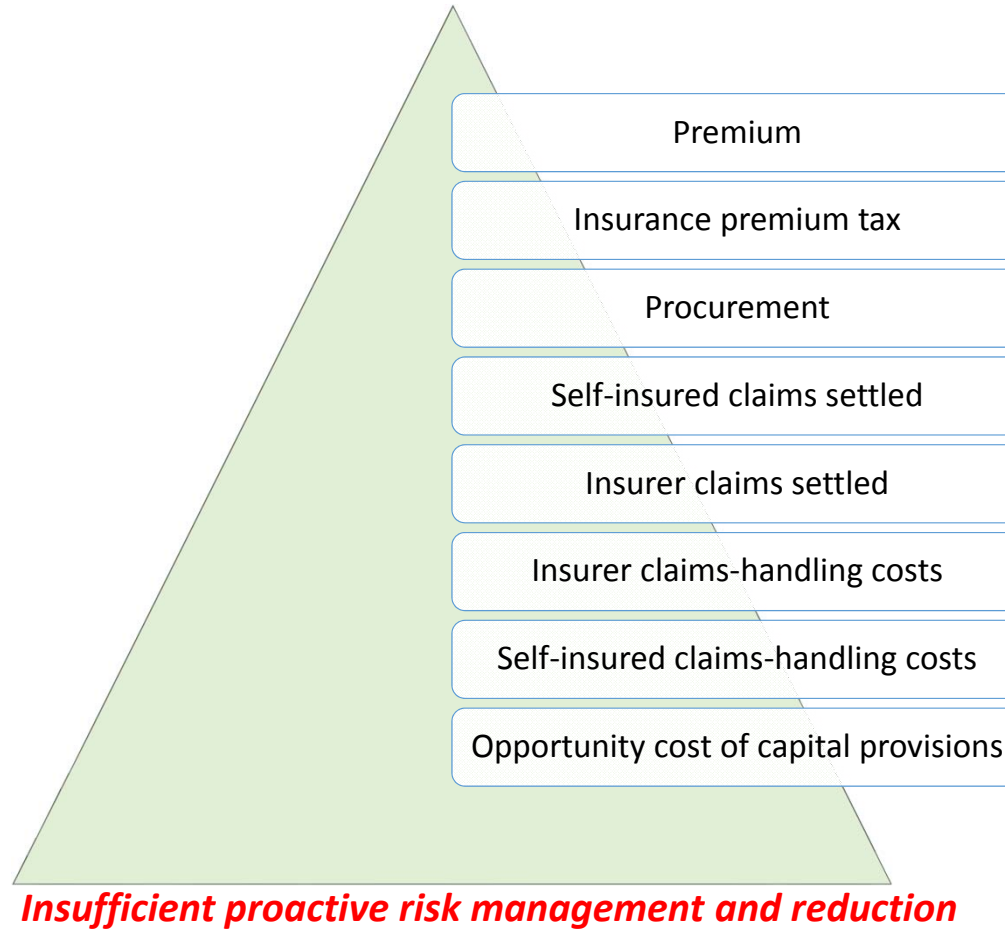 Premium
Insurance premium tax
Procurement
Self-insured claims settled
Insurer claims settled
Insurer claims-handling costs
Self-insured claims-handling costs
Opportunity cost of capital provisions
Insufficient proactive risk management and reduction